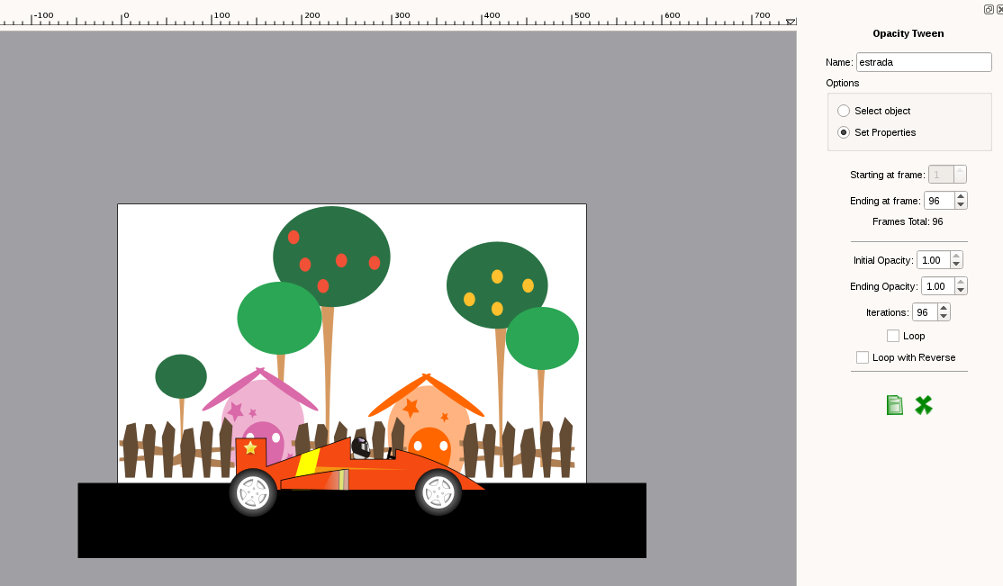 -100 0 100 200 300 400 500 600 700
Opacity Tween
Name: estrada
Options
Select object
Set Properties
Starting at frame: 1
Ending at frame: 96
Frames Total: 96
Initial Opacity: 1.00
Ending Opacity: 1.00
Iterations: 96
Loop
Loop with Reverse